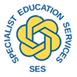 SPECIALIST EDUCATION SERVICES
SES